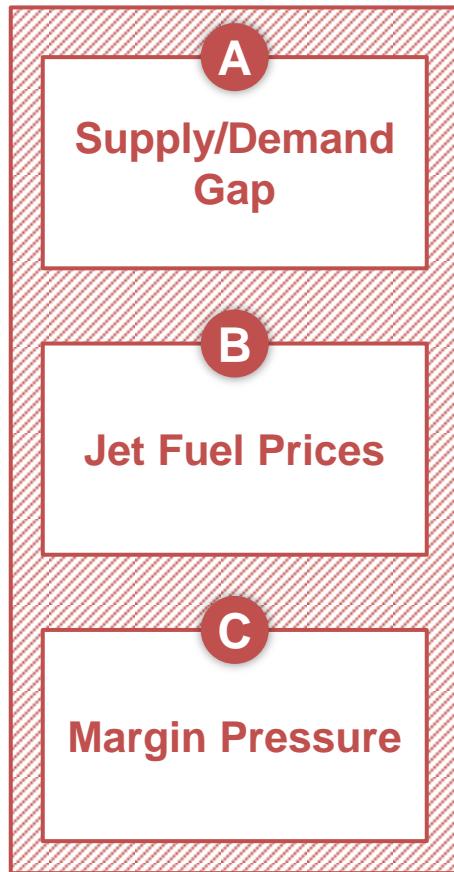 A
Supply/Demand
Gap
B
Jet Fuel Prices
C
Margin Pressure